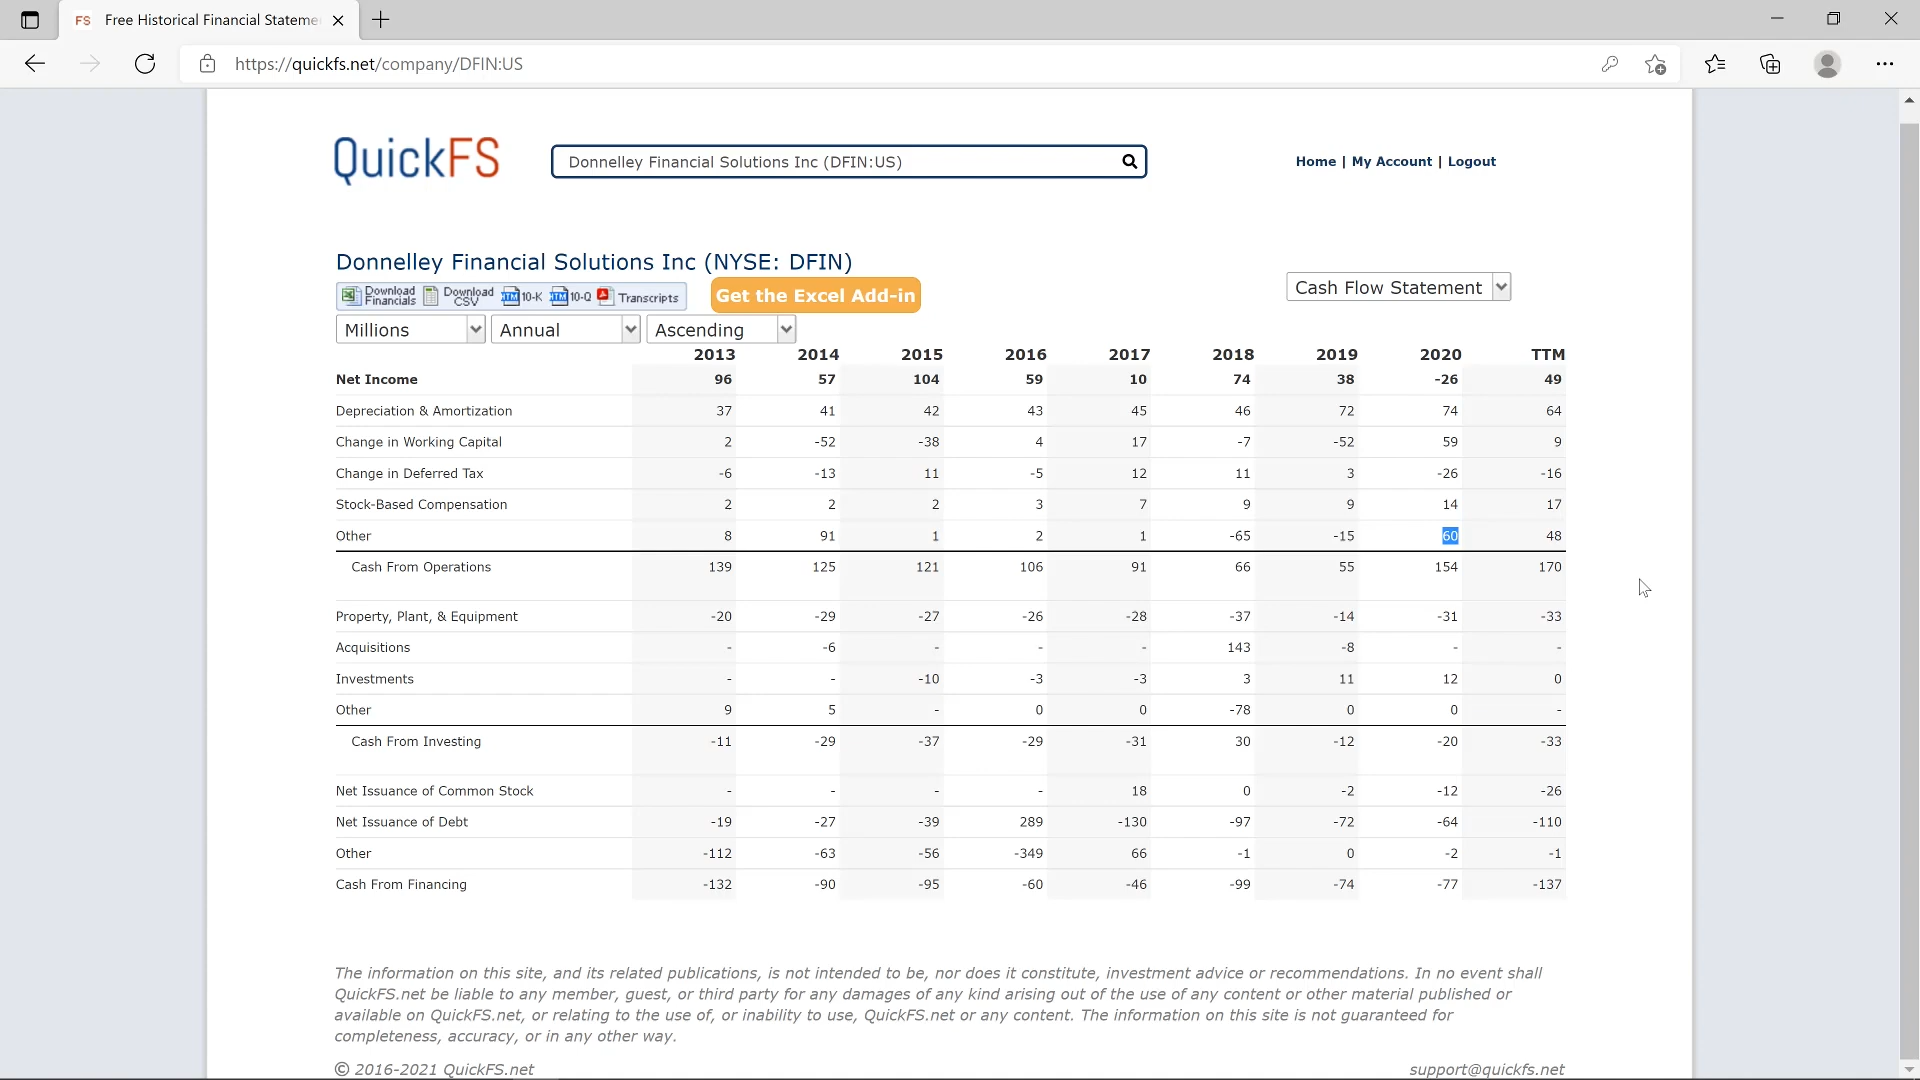 FS Free Historical Financial Stateme
https://quickfs.net/company/DFIN:US
QuickFS
Donnelley Financial Solutions Inc (DFIN:US)
Home | My Account | Logout
Donnelley Financial Solutions Inc (NYSE: DFIN)
Download Financials Download CSV 10-K 10-Q Transcripts
Get the Excel Add-in
Cash Flow Statement
Millions Annual Ascending
2013 2014 2015 2016 2017 2018 2019 2020 TTM
Net Income 96 57 104 59 10 74 38 -26 49
Depreciation & Amortization 37 41 42 43 45 46 72 74 64
Change in Working Capital 2 -52 -38 4 17 -7 -52 59 9
Change in Deferred Tax -6 -13 11 -5 12 11 3 -26 -16
Stock-Based Compensation 2 2 2 3 7 9 9 14 17
Other 8 91 1 2 1 -65 -15 60 48
Cash From Operations 139 125 121 106 91 66 55 154 170
Property, Plant, & Equipment -20 -29 -27 -26 -28 -37 -14 -31 -33
Acquisitions - -6 - - - 143 -8 - -
Investments - - -10 -3 -3 3 11 12 0
Other 9 5 - 0 0 -78 0 0 -
Cash From Investing -11 -29 -37 -29 -31 30 -12 -20 -33
Net Issuance of Common Stock - - - - 18 0 -2 -12 -26
Net Issuance of Debt -19 -27 -39 289 -130 -97 -72 -64 -110
Other -112 -63 -56 -349 66 -1 0 -2 -1
Cash From Financing -132 -90 -95 -60 -46 -99 -74 -77 -137
The information on this site, and its related publications, is not intended to be, nor does it constitute, investment advice or recommendations. In no event shall
QuickFS.net be liable to any member, guest, or third party for any damages of any kind arising out of the use of any content or other material published or
available on QuickFS.net, or relating to the use of, or inability to use, QuickFS.net or any content. The information on this site is not guaranteed for
completeness, accuracy, or in any other way.
© 2016-2021 QuickFS.net
support@quickfs.net